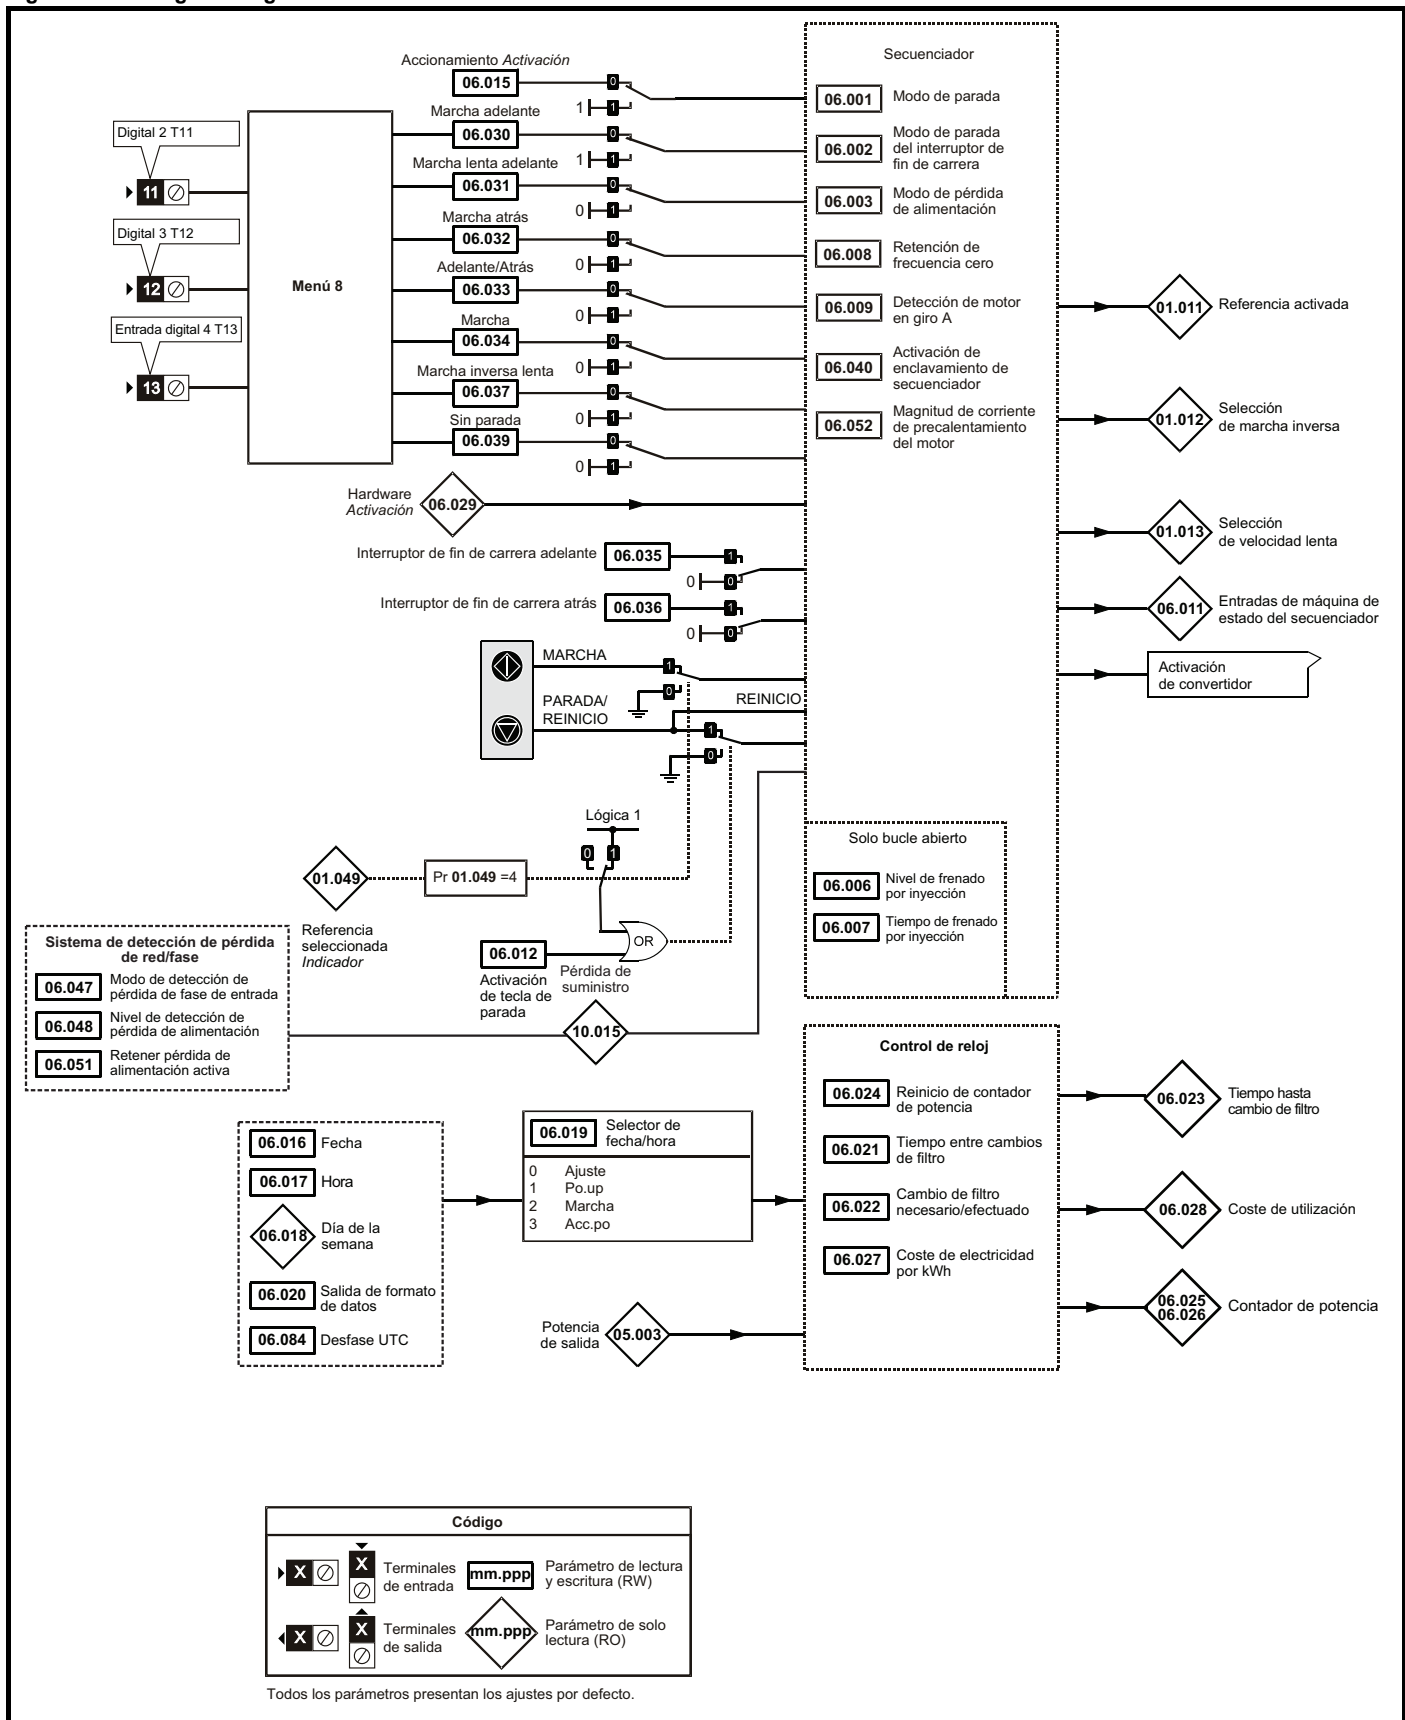 Accionamiento Activación
06.015
0
1
1
Marcha adelante
06.030
0
1
1
Marcha lenta adelante
06.031
0
0
1
Marcha atrás
06.032
0
0
1
Adelante/Atrás
06.033
0
0
1
Marcha
06.034
0
0
1
Marcha inversa lenta
06.037
0
0
1
Sin parada
06.039
0
0
1
Digital 2 T11
11
Digital 3 T12
12
Entrada digital 4 T13
13
Menú 8
Hardware
Activación
06.029
Interruptor de fin de carrera adelante
06.035
1
0
0
Interruptor de fin de carrera atrás
06.036
1
0
0
MARCHA
1
0
PARADA/
REINICIO
REINICIO
1
0
Lógica 1
0
1
01.049
Pr 01.049 =4
Referencia
seleccionada
Indicador
OR
06.012
Activación
de tecla de
parada
Pérdida de
suministro
10.015
Sistema de detección de pérdida
de red/fase
06.047
Modo de detección de
pérdida de fase de entrada
06.048
Nivel de detección de
pérdida de alimentación
06.051
Retener pérdida de
alimentación activa
Secuenciador
06.001
Modo de parada
06.002
Modo de parada
del interruptor de
fin de carrera
06.003
Modo de pérdida
de alimentación
06.008
Retención de
frecuencia cero
06.009
Detección de motor
en giro A
06.040
Activación de
enclavamiento de
secuenciador
06.052
Magnitud de corriente
de precalentamiento
del motor
Solo bucle abierto
06.006
Nivel de frenado
por inyección
06.007
Tiempo de frenado
por inyección
01.011
Referencia activada
01.012
Selección
de marcha inversa
01.013
Selección
de velocidad lenta
06.011
Entradas de máquina de
estado del secuenciador
Activación
de convertidor
06.016
Fecha
06.017
Hora
06.018
Día de la
semana
06.020
Salida de formato
de datos
06.084
Desfase UTC
06.019
Selector de
fecha/hora
0 Ajuste
1 Po.up
2 Marcha
3 Acc.po
Potencia
de salida
05.003
Control de reloj
06.024
Reinicio de contador
de potencia
06.021
Tiempo entre cambios
de filtro
06.022
Cambio de filtro
necesario/efectuado
06.027
Coste de electricidad
por kWh
06.023
Tiempo hasta
cambio de filtro
06.028
Coste de utilización
06.025
06.026
Contador de potencia
Código
X
X
Terminales
de entrada
mm.ppp
Parámetro de lectura
y escritura (RW)
X
X
Terminales
de salida
mm.ppp
Parámetro de solo
lectura (RO)
Todos los parámetros presentan los ajustes por defecto.